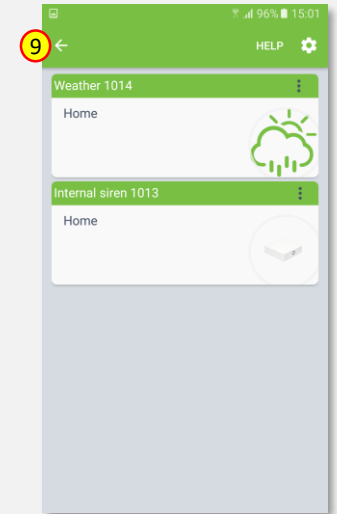 96% 15:01
9
HELP
Weather 1014
Home
Internal siren 1013
Home